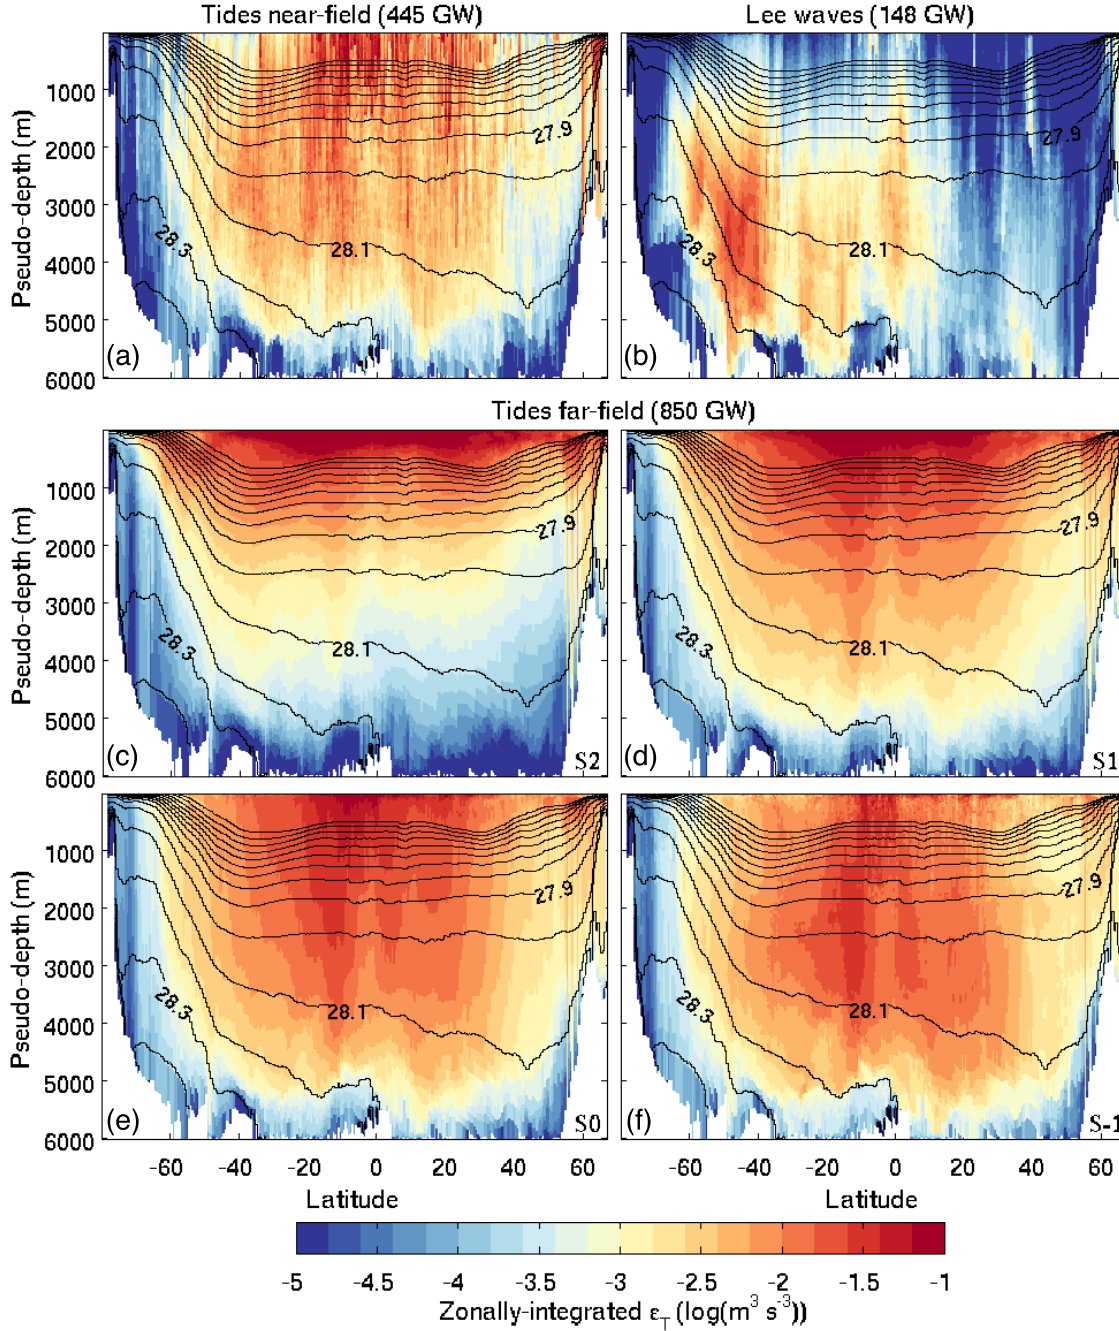 Tides near-field (445 GW)
Lee waves (148 GW)
Pseudo-depth (m)
1000
2000
3000
4000
5000
6000
27.9
28.1
28.3
(a)
27.9
28.1
28.3
(b)
Tides far-field (850 GW)
Pseudo-depth (m)
1000
2000
3000
4000
5000
6000
27.9
28.1
28.3
(c)
S2
27.9
28.1
28.3
(d)
S1
Pseudo-depth (m)
1000
2000
3000
4000
5000
6000
27.9
28.1
28.3
(e)
S0
27.9
28.1
28.3
(f)
S-1
-60 -40 -20 0 20 40 60
-60 -40 -20 0 20 40 60
Latitude
Latitude
-5 -4.5 -4 -3.5 -3 -2.5 -2 -1.5 -1
Zonally-integrated ε_T (log(m³ s⁻³))